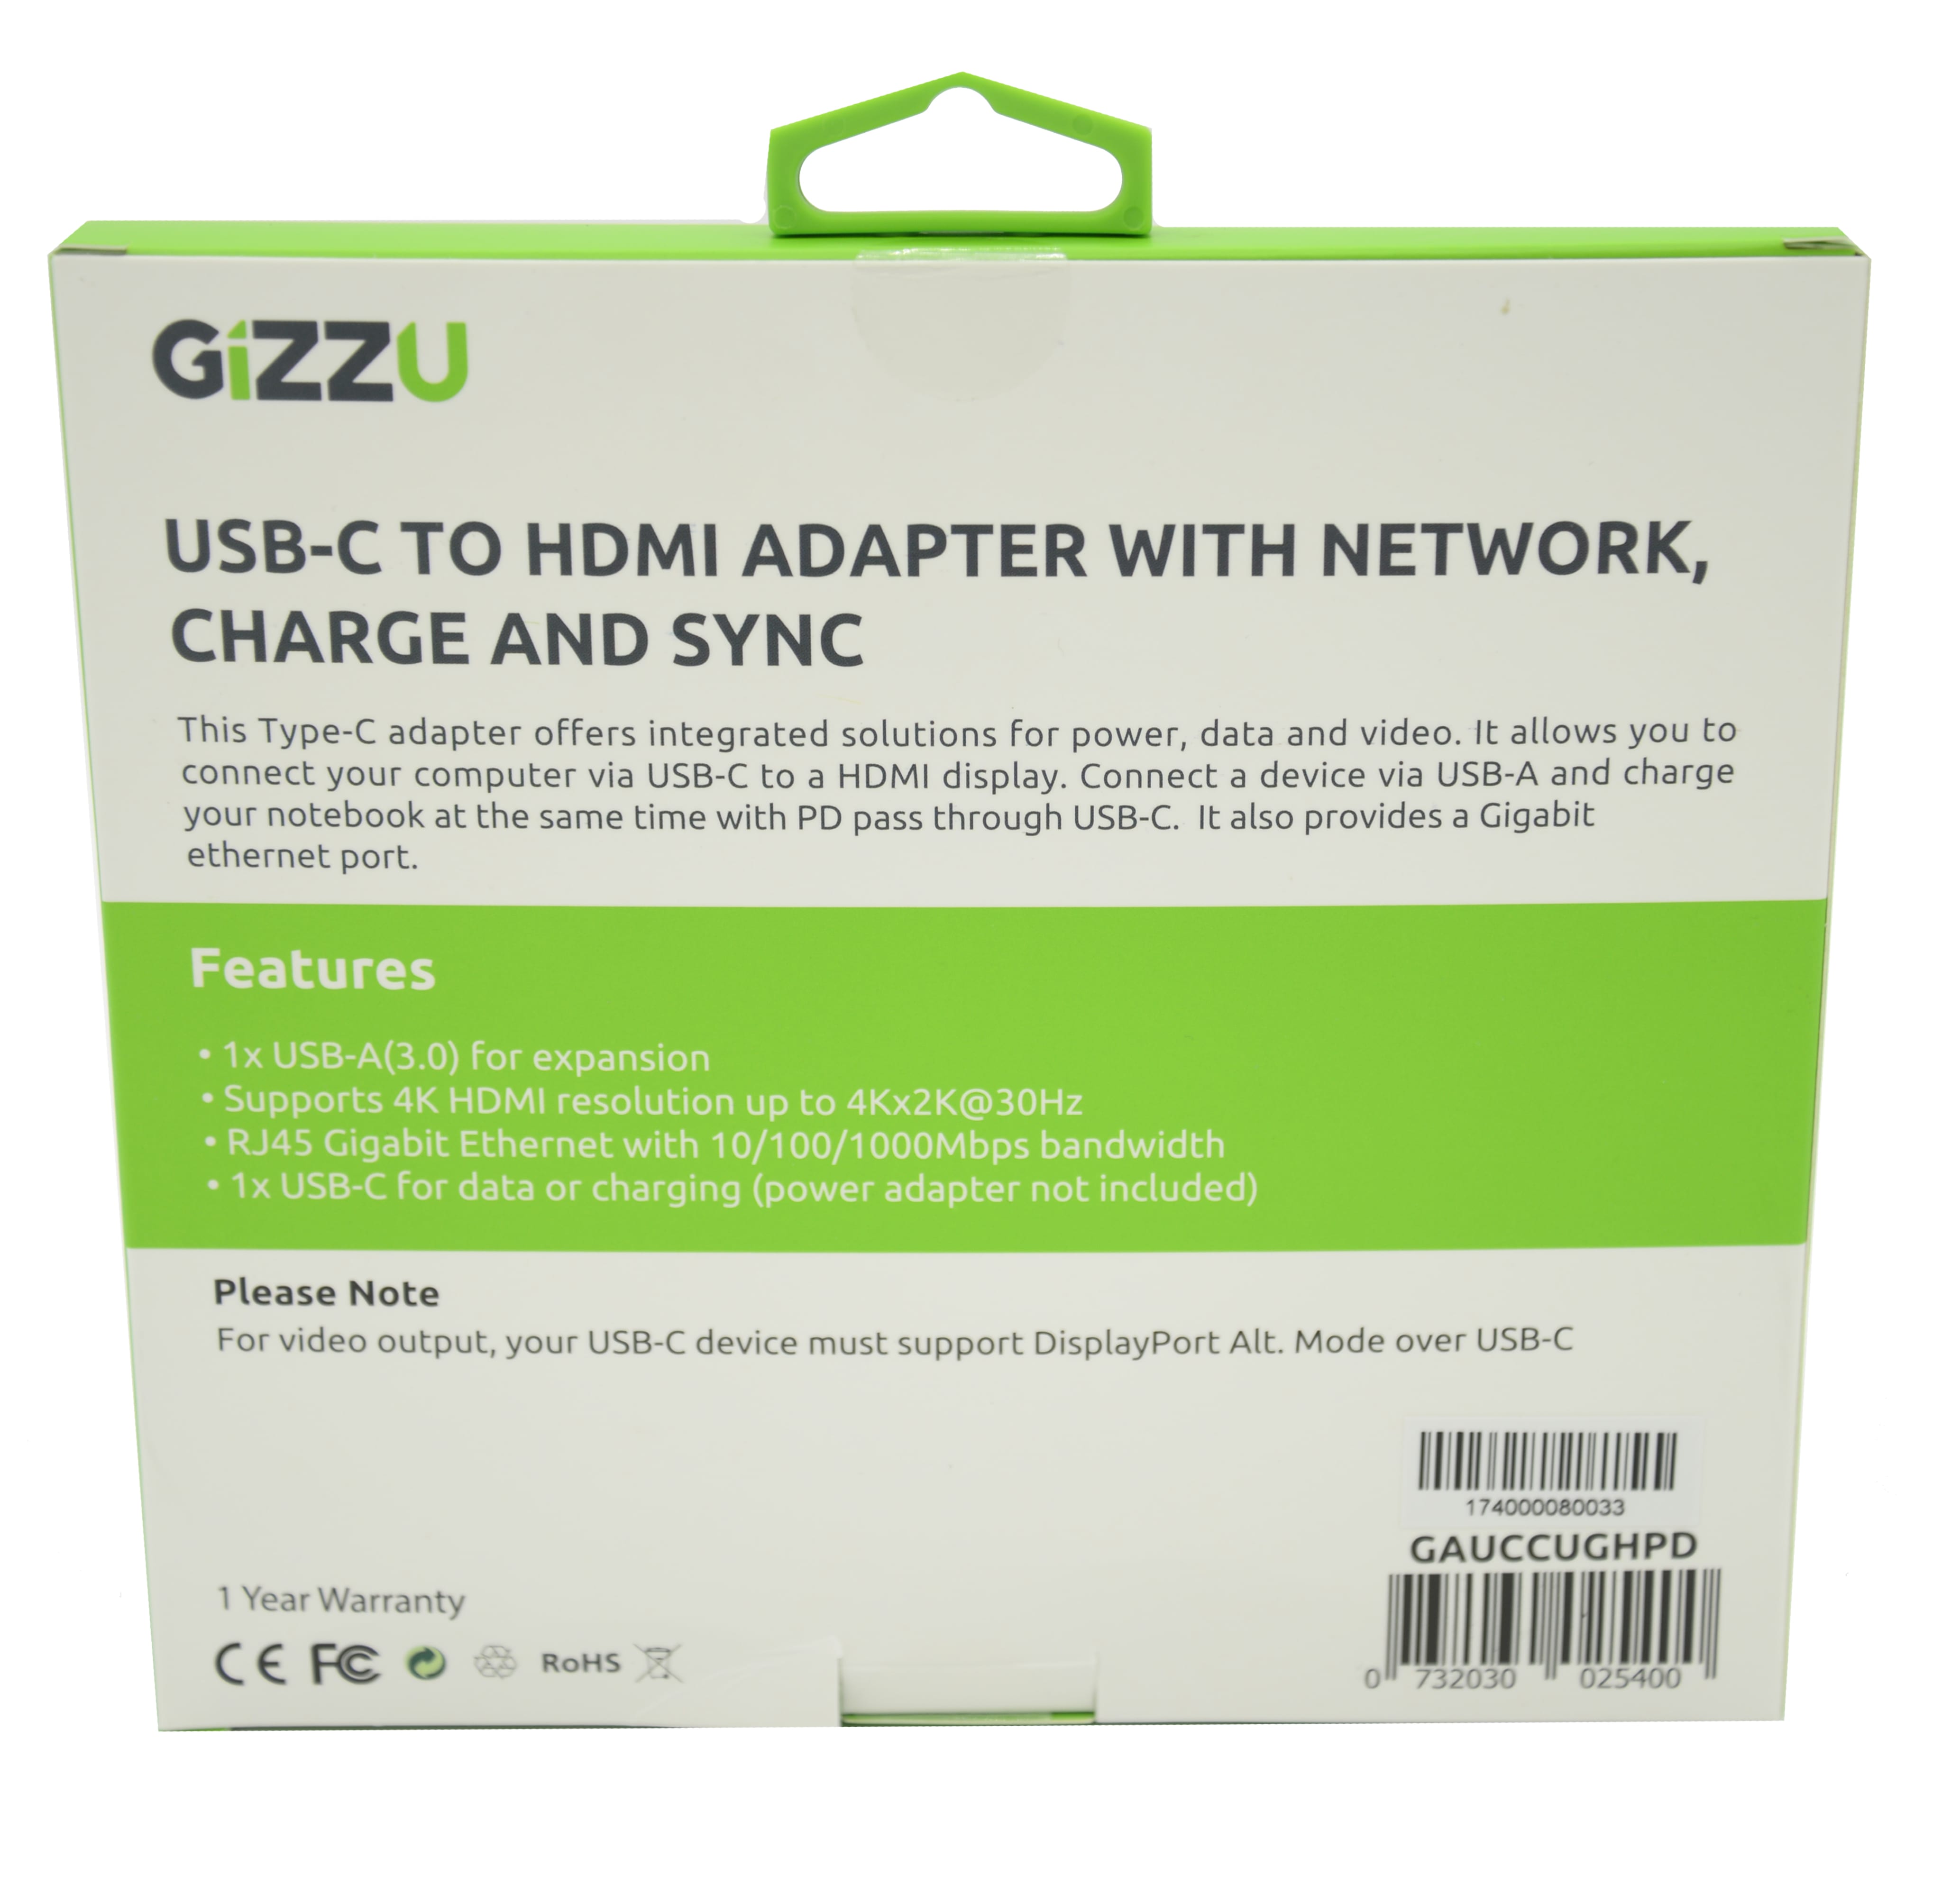 GiZZU
USB-C TO HDMI ADAPTER WITH NETWORK,
CHARGE AND SYNC
This Type-C adapter offers integrated solutions for power, data and video. It allows you to
connect your computer via USB-C to a HDMI display. Connect a device via USB-A and charge
your notebook at the same time with PD pass through USB-C. It also provides a Gigabit
ethernet port.
Features
• 1x USB-A(3.0) for expansion
• Supports 4K HDMI resolution up to 4Kx2K@30Hz
• RJ45 Gigabit Ethernet with 10/100/1000Mbps bandwidth
• 1x USB-C for data or charging (power adapter not included)
Please Note
For video output, your USB-C device must support DisplayPort Alt. Mode over USB-C
174000080033
GAUCCUGHPD
0 732030 025400
1 Year Warranty
CE FC RoHS